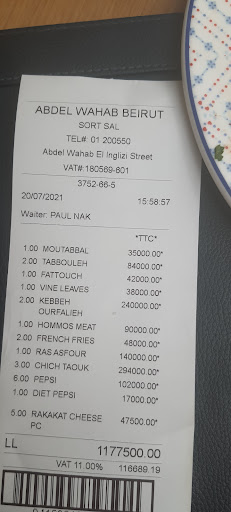 ABDEL WAHAB BEIRUT
SORT SAL
TEL# 01 200550
Abdel Wahab El Inglizi Street
VAT# 180569-601
3752-66-5
20/07/2021 15:58:57
Waiter: PAUL NAK
*TTC*
1.00 MOUTABBAL 35000.00*
2.00 TABBOULEH 84000.00*
1.00 FATTOUCH 42000.00*
1.00 VINE LEAVES 38000.00*
2.00 KEBBEH 240000.00*
OURFALIEH
1.00 HOMMOS MEAT 90000.00*
2.00 FRENCH FRIES 48000.00*
1.00 RAS ASFOUR 140000.00*
3.00 CHICH TAOUK 294000.00*
6.00 PEPSI 102000.00*
1.00 DIET PEPSI 17000.00*
5.00 RAKAKAT CHEESE 47500.00*
PC
LL 1177500.00
VAT 11.00% 116689.19